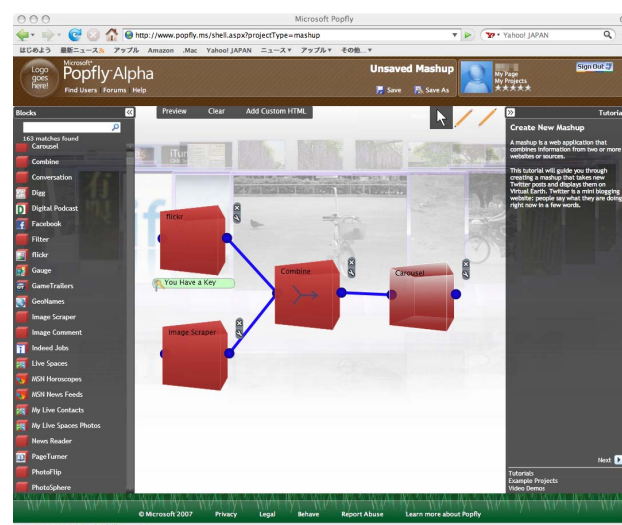 Microsoft Popfly
http://www.popfly.ms/shell.aspx?projectType=mashup
Yahoo! JAPAN
はじめよう 最新ニュース アップル Amazon .Mac Yahoo! JAPAN ニュース▼ アップル▼ その他...▼
Logo goes here!
Microsoft
Popfly Alpha
Find Users Forums Help
Unsaved Mashup
Save Save As
My Page
My Projects
Sign Out
Blocks
163 matches found
Carousel
Combine
Conversation
Digg
Digital Podcast
Facebook
Filter
flickr
Gauge
GameTrailers
GeoNames
Image Scraper
Image Comment
Indeed Jobs
Live Spaces
MSN Horoscopes
MSN News Feeds
My Live Contacts
My Live Spaces Photos
News Reader
PageTurner
PhotoFlip
PhotoSphere
Preview Clear Add Custom HTML
flickr
You Have a Key
Image Scraper
Combine
Carousel
Tutoria
Create New Mashup
A mashup is a web application that
combines information from two or more
websites or sources.
This tutorial will guide you through
creating a mashup that takes new
Twitter posts and displays them on
Virtual Earth. Twitter is a mini blogging
website: people say what they are doing
right now in a few words.
Next
Tutorials
Example Projects
Video Demos
© Microsoft 2007 Privacy Legal Behave Report Abuse Learn more about Popfly